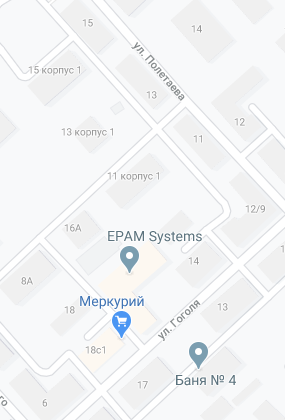 14
ул. Полетаева
15 корпус 1
13
12
13 корпус 1
11
11 корпус 1
12/9
16А
EPAM Systems
14
8А
Меркурий
18
ул. Гоголя
13
18с1
Баня № 4
17
6